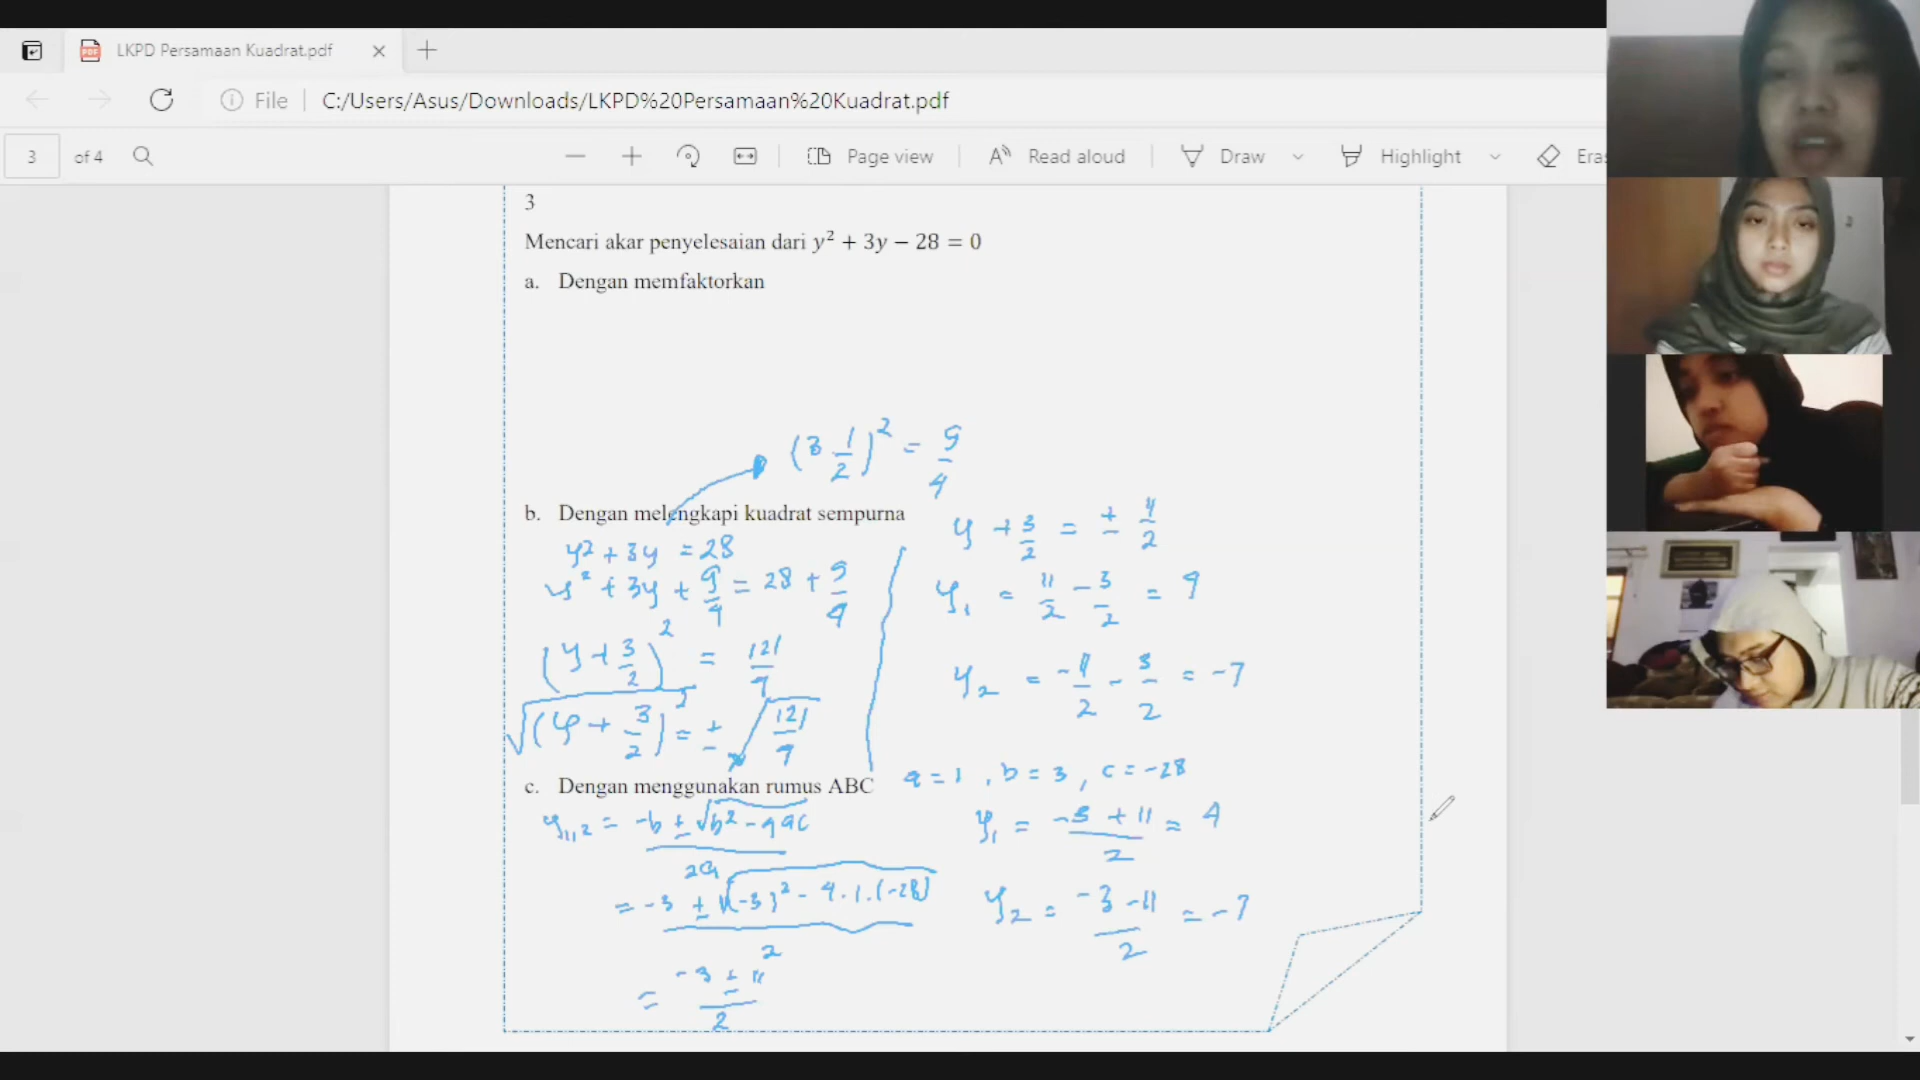 LKPD Persamaan Kuadrat.pdf
File C:/Users/Asus/Downloads/LKPD%20Persamaan%20Kuadrat.pdf
3 of 4 Page view Read aloud Draw Highlight Eras
3
Mencari akar penyelesaian dari y² + 3y − 28 = 0
a. Dengan memfaktorkan
(3 1/2)² = 9/4
b. Dengan melengkapi kuadrat sempurna
y² + 3y = 28
y² + 3y + 9/4 = 28 + 9/4
(y + 3/2)² = 121/4
√(y + 3/2)² = ± √121/4
y + 3/2 = ± 11/2
y₁ = 11/2 − 3/2 = 4
y₂ = −11/2 − 3/2 = −7
c. Dengan menggunakan rumus ABC
a = 1, b = 3, c = −28
y₁,₂ = −b ± √b² − 4ac / 2a
= −3 ± √(−3)² − 4.1.(−28) / 2
= −3 ± 11 / 2
y₁ = −3 + 11 / 2 = 4
y₂ = −3 − 11 / 2 = −7